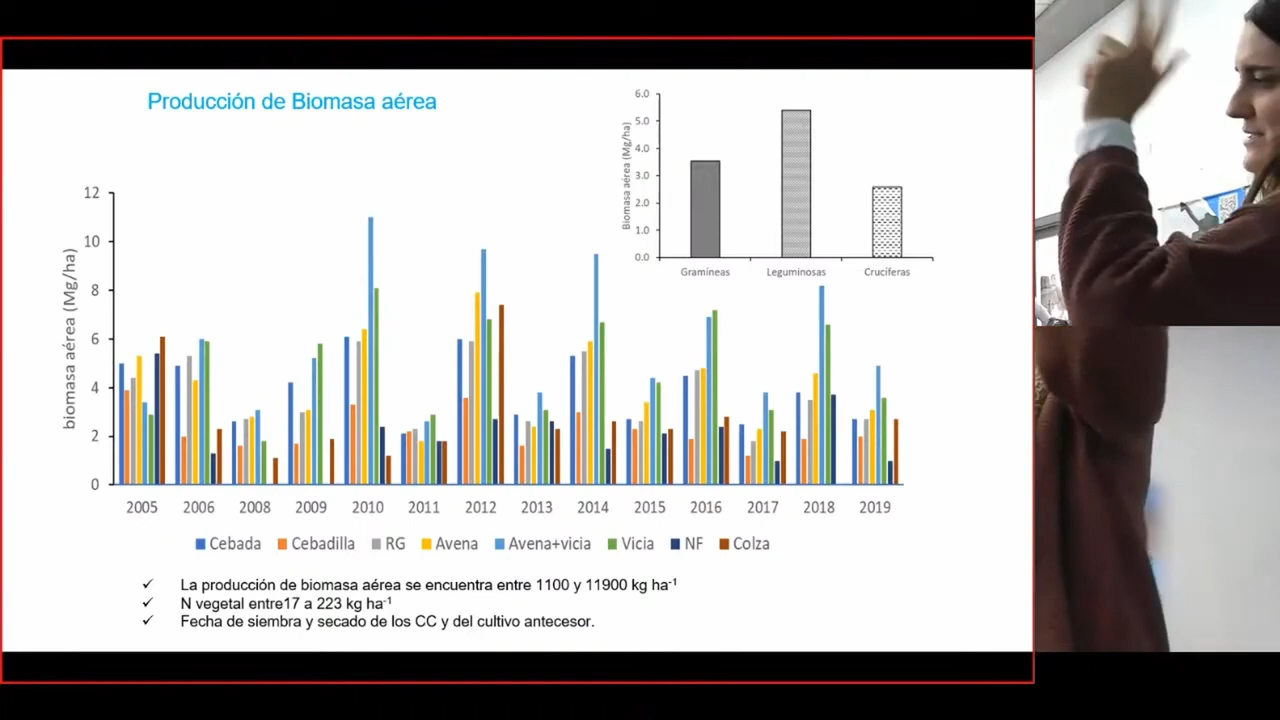 Producción de Biomasa aérea
6.0
5.0
4.0
3.0
2.0
1.0
0.0
Biomasa aérea (Mg/ha)
Gramíneas Leguminosas Crucíferas
12
10
8
6
4
2
0
biomasa aérea (Mg/ha)
2005 2006 2008 2009 2010 2011 2012 2013 2014 2015 2016 2017 2018 2019
Cebada Cebadilla RG Avena Avena+vicia Vicia NF Colza
✓ La producción de biomasa aérea se encuentra entre 1100 y 11900 kg ha⁻¹
✓ N vegetal entre17 a 223 kg ha⁻¹
✓ Fecha de siembra y secado de los CC y del cultivo antecesor.